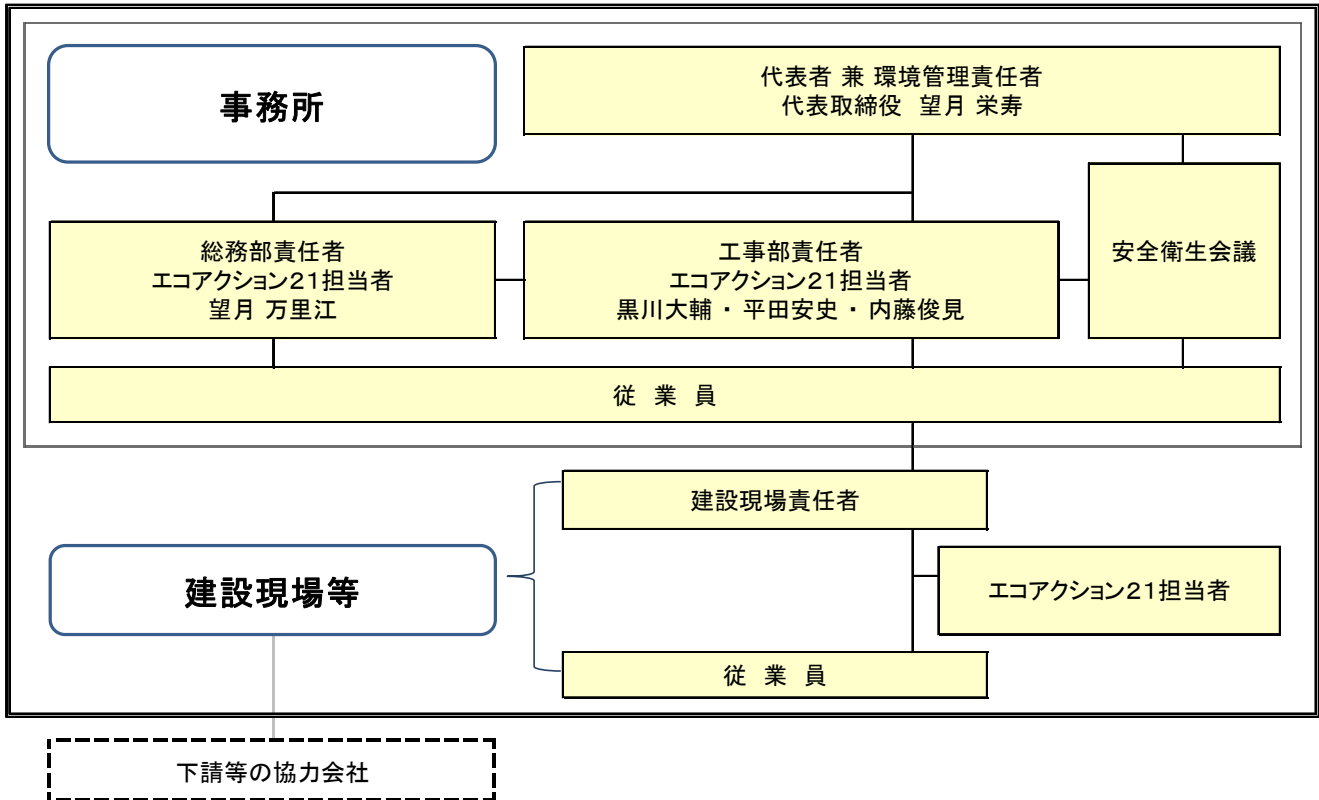 事務所
代表者 兼 環境管理責任者
代表取締役 望月 栄寿
総務部責任者
エコアクション21担当者
望月 万里江
工事部責任者
エコアクション21担当者
黒川大輔 ・ 平田安史 ・ 内藤俊見
安全衛生会議
従 業 員
建設現場責任者
建設現場等
エコアクション21担当者
従 業 員
下請等の協力会社